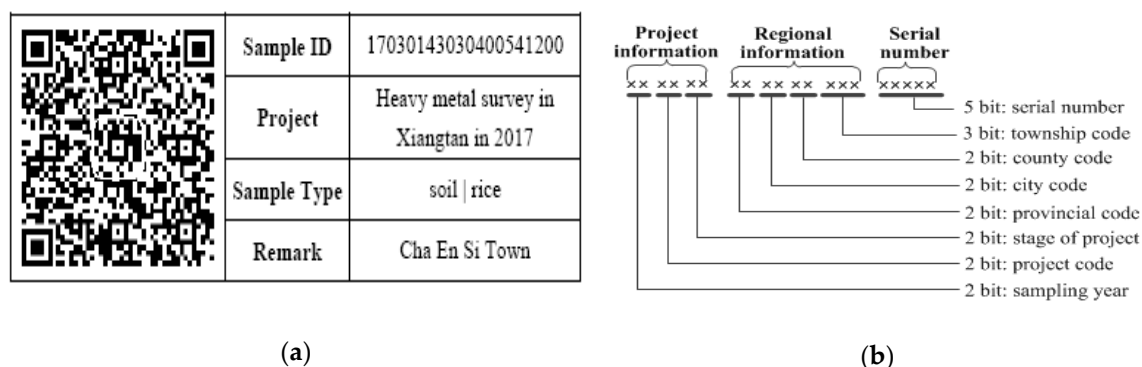 Sample ID
17030143030400541200
Project
Heavy metal survey in
Xiangtan in 2017
Sample Type
soil | rice
Remark
Cha En Si Town
(a)
Project
information
Regional
information
Serial
number
×× ×× ×× ×× ×× ×× ××× ×××××
5 bit: serial number
3 bit: township code
2 bit: county code
2 bit: city code
2 bit: provincial code
2 bit: stage of project
2 bit: project code
2 bit: sampling year
(b)